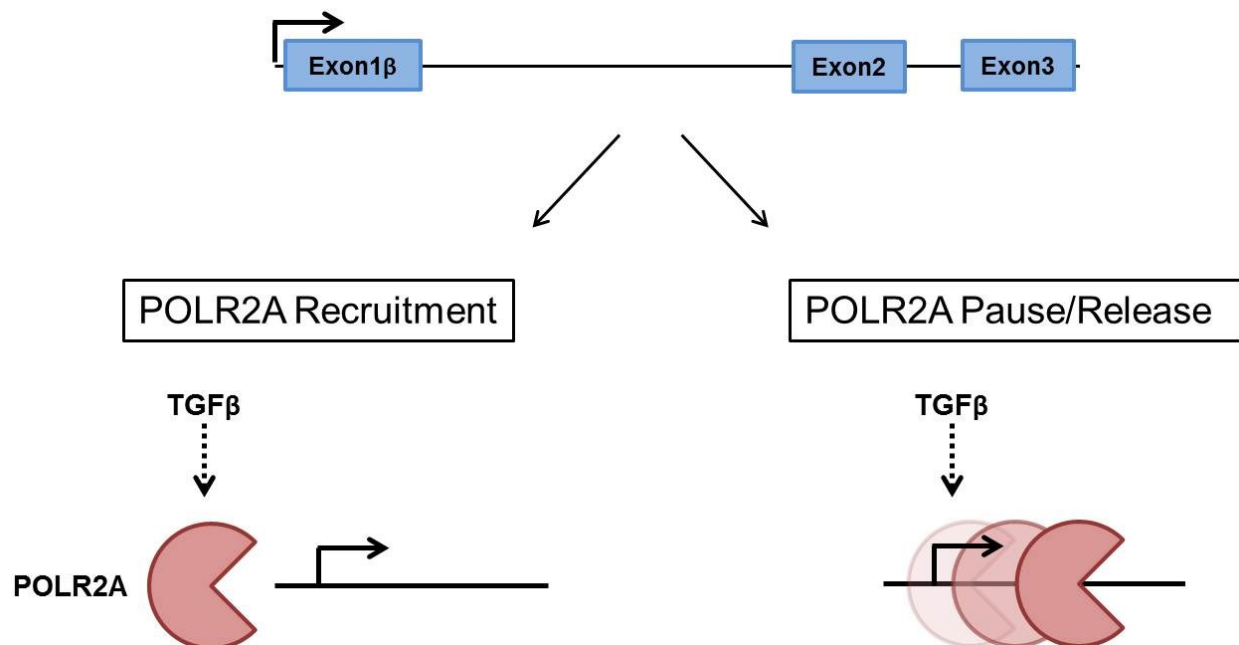 Exon1β Exon2 Exon3
POLR2A Recruitment POLR2A Pause/Release
TGFβ TGFβ
POLR2A